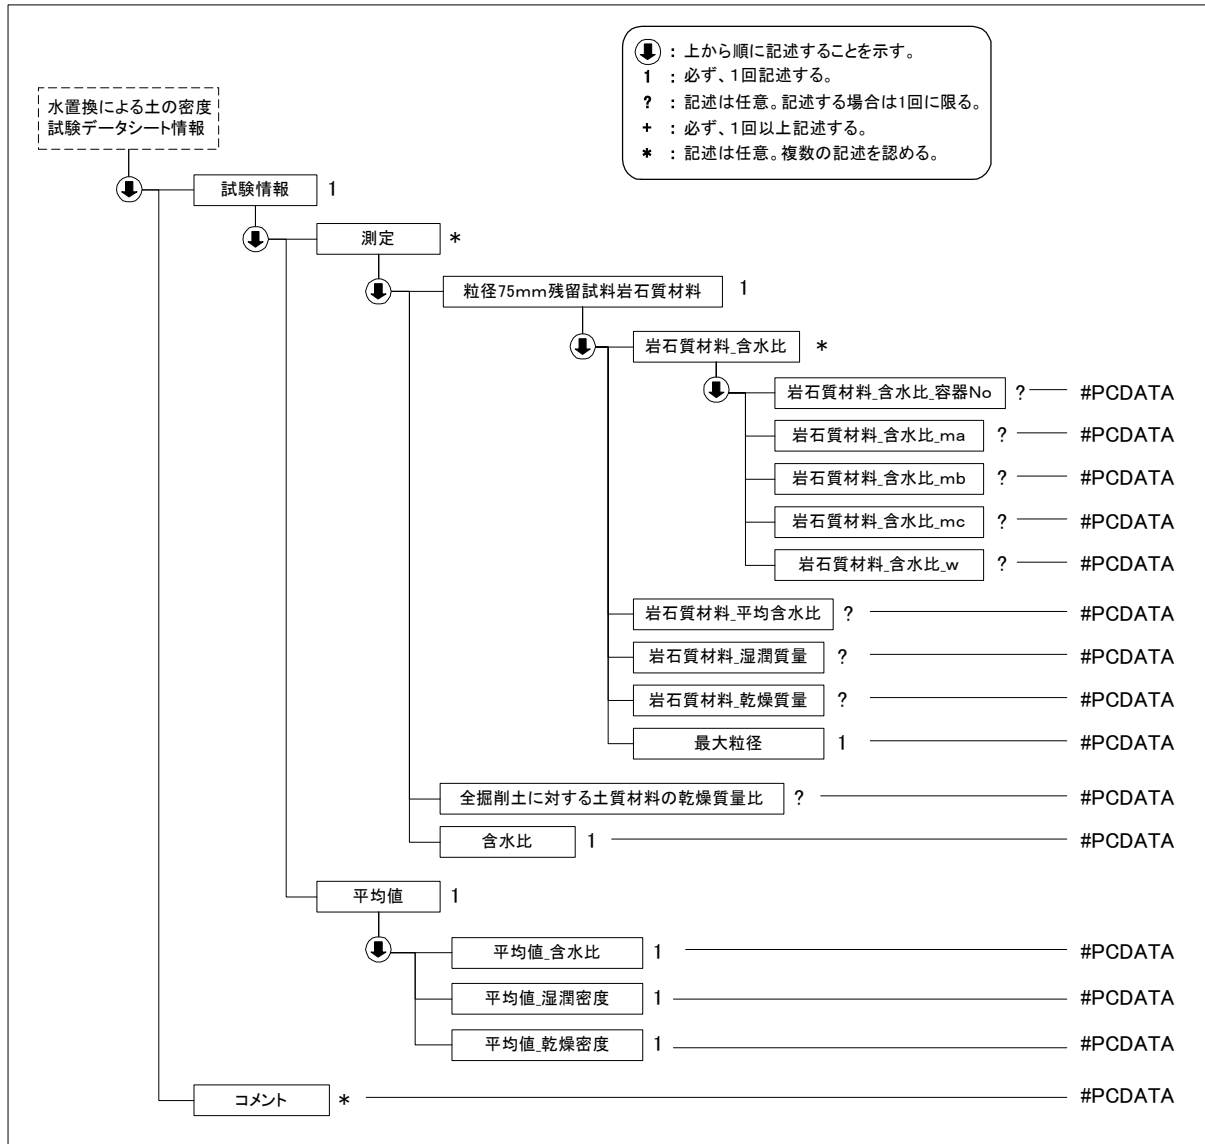 ：上から順に記述することを示す。
1 ：必ず、1回記述する。
? ：記述は任意。記述する場合は1回に限る。
+ ：必ず、1回以上記述する。
* ：記述は任意。複数の記述を認める。
水置換による土の密度
試験データシート情報
試験情報 1
測定 *
粒径75mm残留試料岩石質材料 1
岩石質材料_含水比 *
岩石質材料_含水比_容器No ? #PCDATA
岩石質材料_含水比_ma ? #PCDATA
岩石質材料_含水比_mb ? #PCDATA
岩石質材料_含水比_mc ? #PCDATA
岩石質材料_含水比_w ? #PCDATA
岩石質材料_平均含水比 ? #PCDATA
岩石質材料_湿潤質量 ? #PCDATA
岩石質材料_乾燥質量 ? #PCDATA
最大粒径 1 #PCDATA
全掘削土に対する土質材料の乾燥質量比 ? #PCDATA
含水比 1 #PCDATA
平均値 1
平均値_含水比 1 #PCDATA
平均値_湿潤密度 1 #PCDATA
平均値_乾燥密度 1 #PCDATA
コメント * #PCDATA